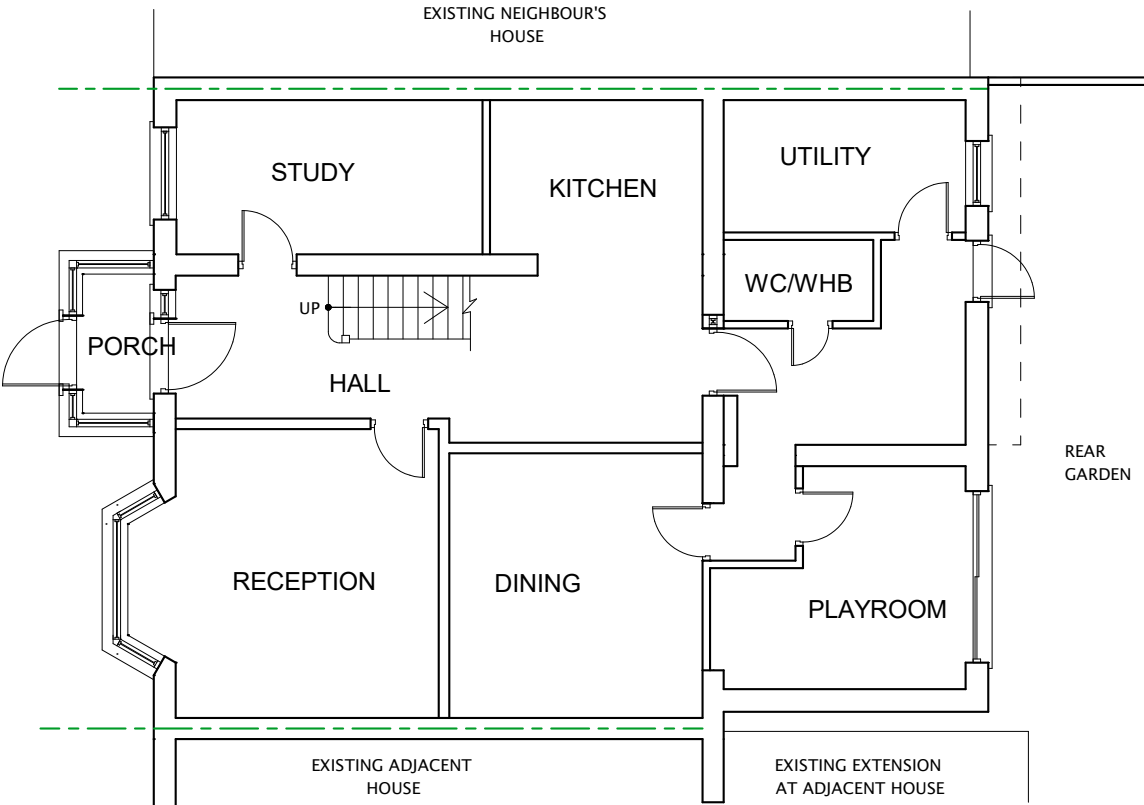 EXISTING NEIGHBOUR'S
HOUSE
STUDY
KITCHEN
UTILITY
WC/WHB
UP
PORCH
HALL
REAR
GARDEN
RECEPTION
DINING
PLAYROOM
EXISTING ADJACENT
HOUSE
EXISTING EXTENSION
AT ADJACENT HOUSE